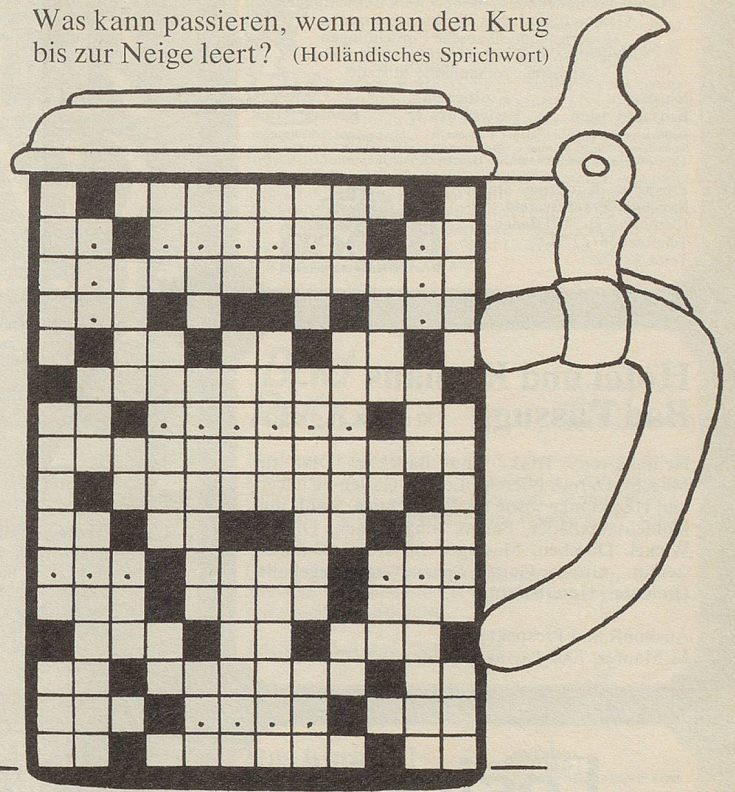 Was kann passieren, wenn man den Krug
bis zur Neige leert? (Holländisches Sprichwort)